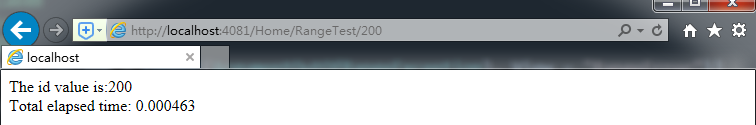 http://localhost:4081/Home/RangeTest/200
localhost
The id value is:200
Total elapsed time: 0.000463